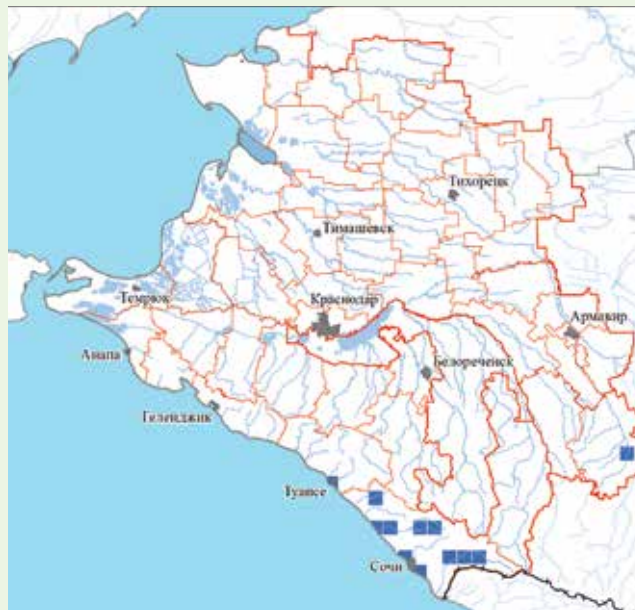 Тихорецк
Тимашевск
Темрюк
Краснодар
Армавир
Анапа
Белореченск
Геленджик
Туапсе
Сочи